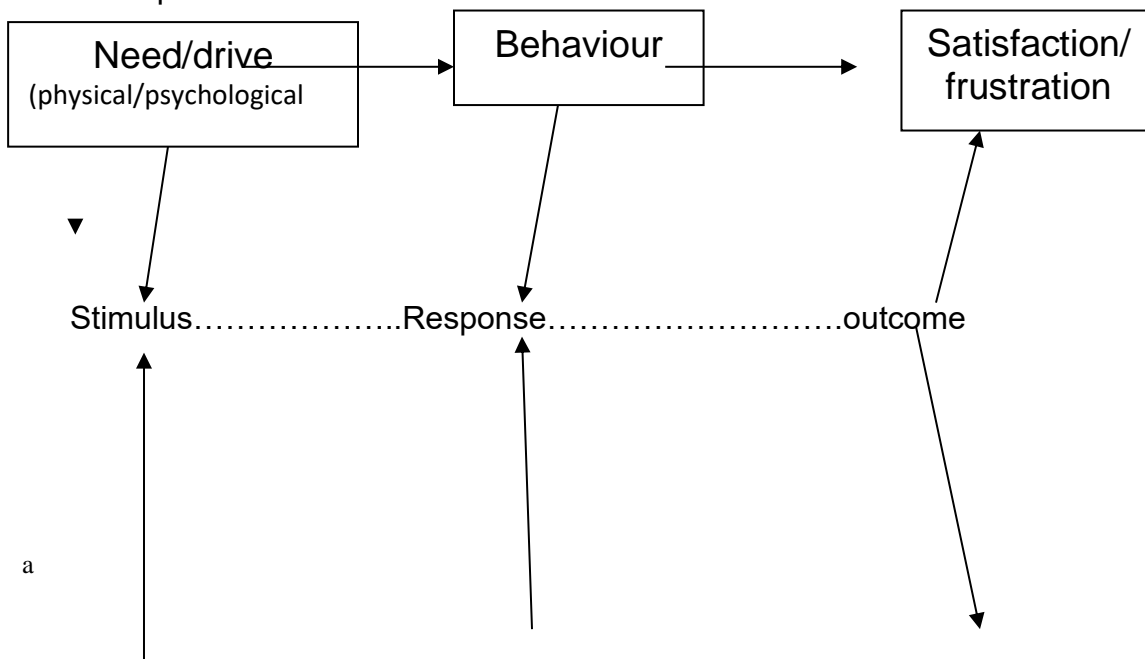 Need/drive
(physical/psychological
Behaviour
Satisfaction/
frustration
Stimulus…………………..Response……………………….outcome
a